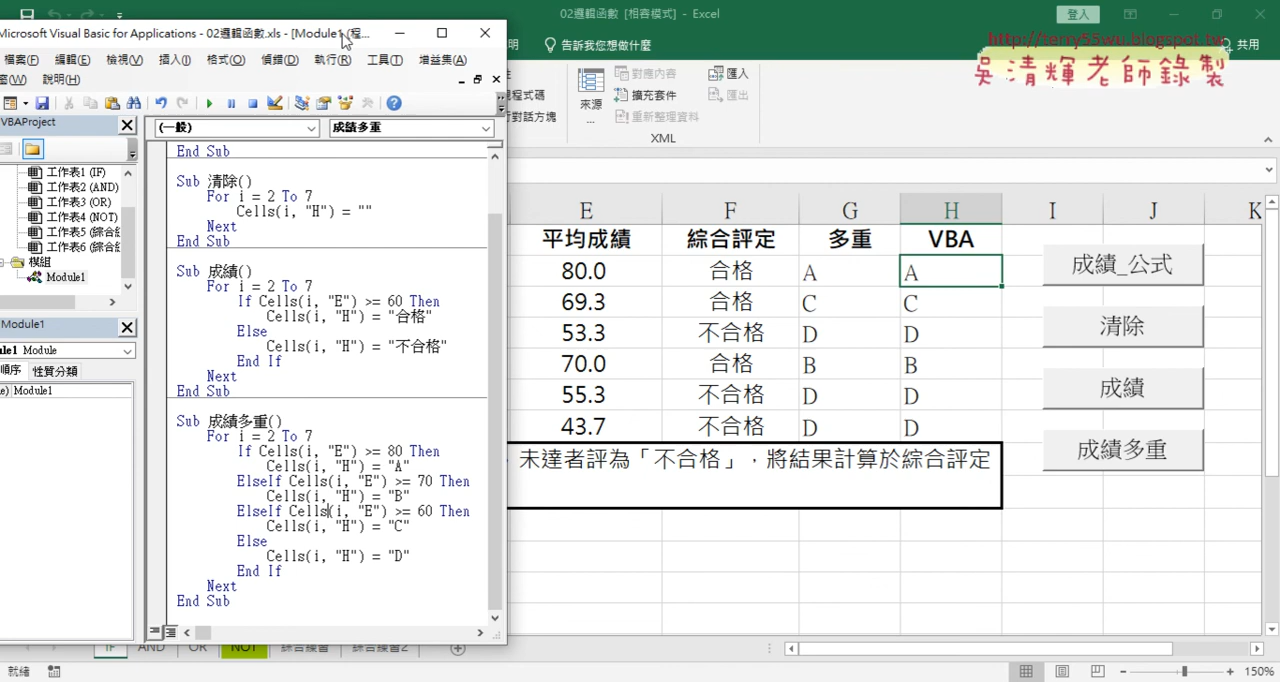 02邏輯函數 [相容模式] - Excel
登入
Microsoft Visual Basic for Applications - 02邏輯函數.xls - [Module1 (程...
檔案(F) 編輯(E) 檢視(V) 插入(I) 格式(O) 偵錯(D) 執行(R) 工具(T) 增益集(A)
說明(H)
告訴我您想做什麼
共用
http://terry55wu.blogspot.tw
吳清輝老師錄製
對應內容
匯入
擴充套件
匯出
重新整理資料
來源
...
XML
VBAProject
(一般)
成績多重
工作表1 (IF)
工作表2 (AND)
工作表3 (OR)
工作表4 (NOT)
模組
Module1
Module1
Module
性質分類
Module1
End Sub
Sub 清除()
For i = 2 To 7
Cells(i, "H") = ""
Next
End Sub
Sub 成績()
For i = 2 To 7
If Cells(i, "E") >= 60 Then
Cells(i, "H") = "合格"
Else
Cells(i, "H") = "不合格"
End If
Next
End Sub
Sub 成績多重()
For i = 2 To 7
If Cells(i, "E") >= 80 Then
Cells(i, "H") = "A"
ElseIf Cells(i, "E") >= 70 Then
Cells(i, "H") = "B"
ElseIf Cells(i, "E") >= 60 Then
Cells(i, "H") = "C"
Else
Cells(i, "H") = "D"
End If
Next
End Sub
E F G H I J K
平均成績 綜合評定 多重 VBA
80.0 合格 A A
69.3 合格 C C
53.3 不合格 D D
70.0 合格 B B
55.3 不合格 D D
43.7 不合格 D D
，未達者評為「不合格」，將結果計算於綜合評定
成績_公式
清除
成績
成績多重
IF AND OR NOT 綜合練習 綜合練習2
就緒
150%